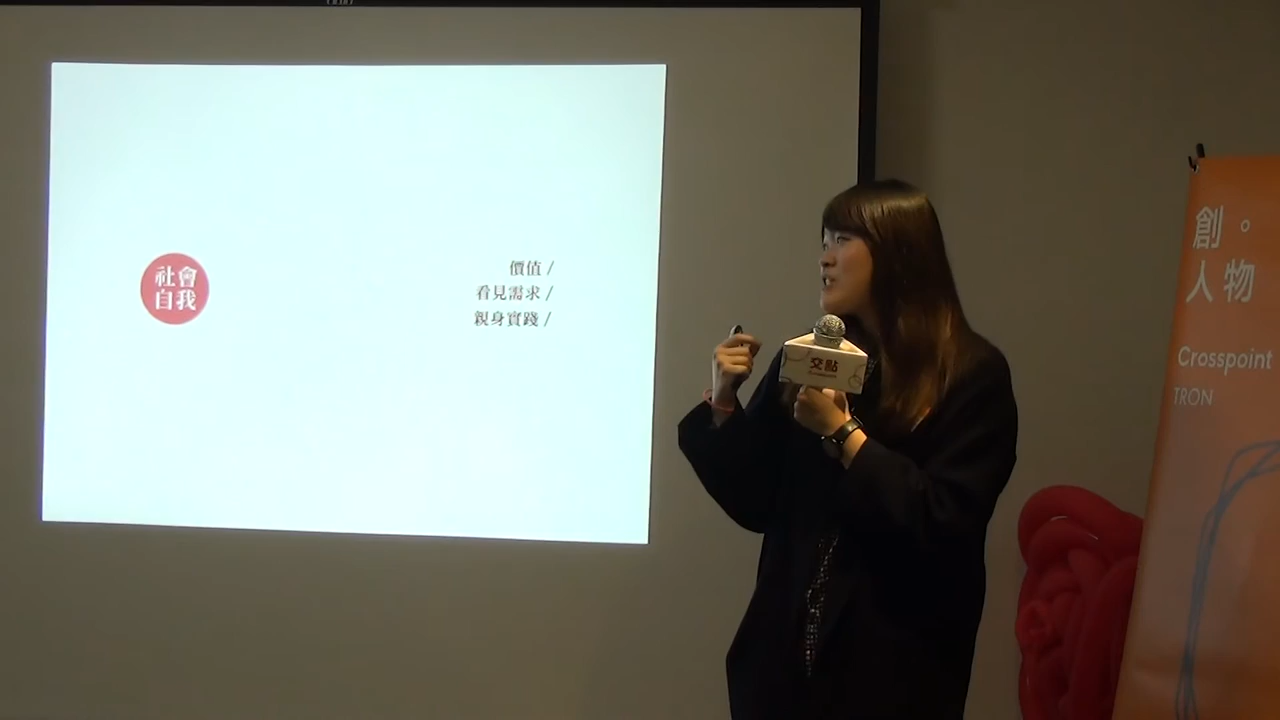 社會
自我
價值 /
看見需求 /
親身實踐 /
交點
創。
人物
Crosspoint
TRON